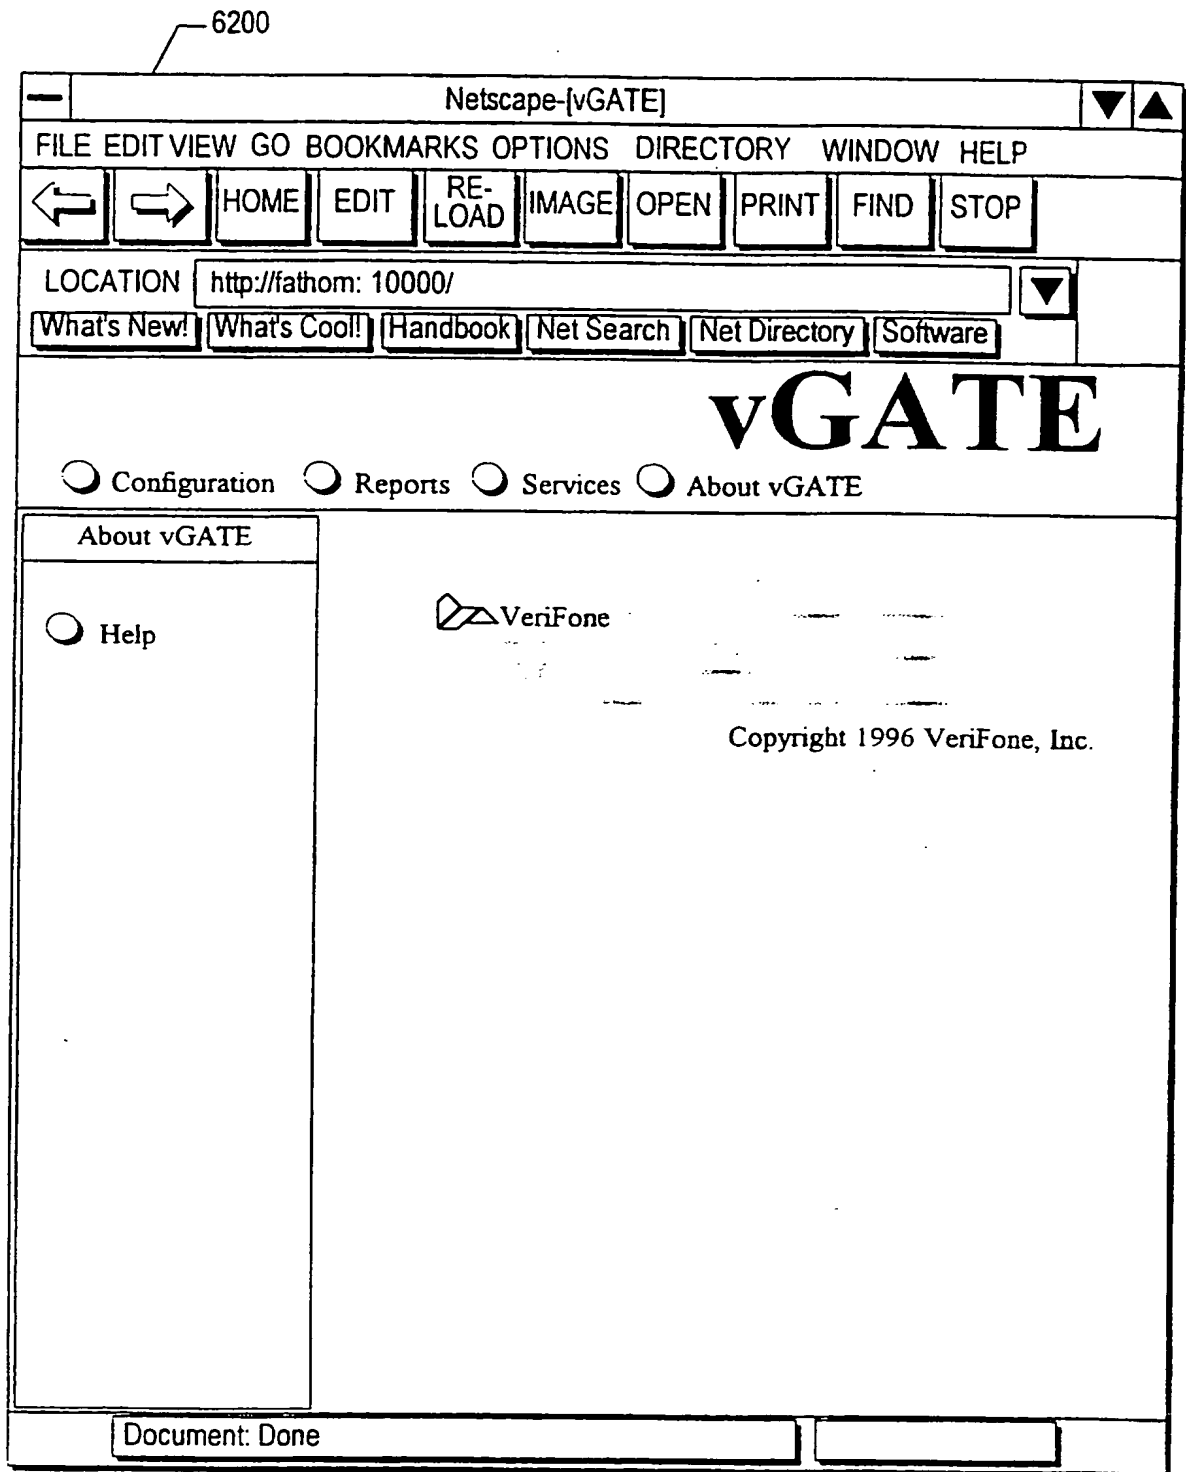 6200
Netscape-[vGATE]
FILE EDIT VIEW GO BOOKMARKS OPTIONS DIRECTORY WINDOW HELP
HOME EDIT RE-LOAD IMAGE OPEN PRINT FIND STOP
LOCATION http://fathom: 10000/
What's New! What's Cool! Handbook Net Search Net Directory Software
vGATE
Configuration Reports Services About vGATE
About vGATE
Help
VeriFone
Copyright 1996 VeriFone, Inc.
Document: Done